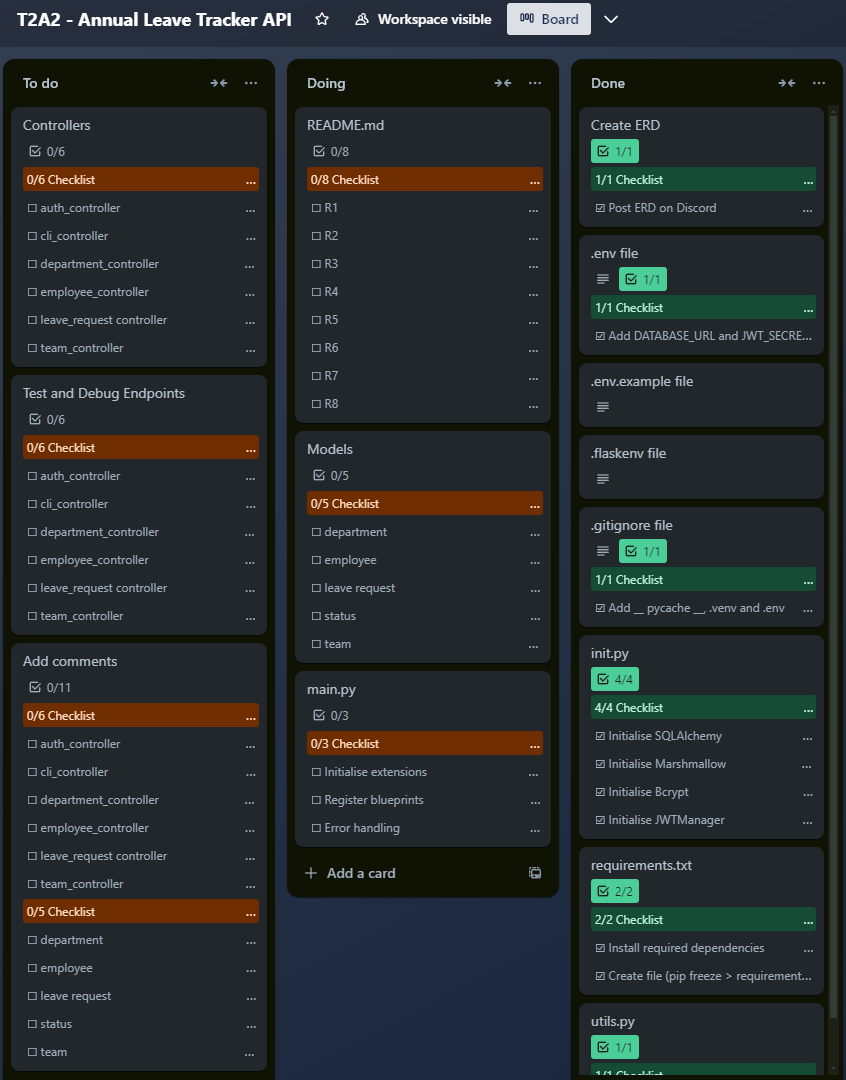 T2A2 - Annual Leave Tracker API Workspace visible Board
To do
Controllers
0/6
0/6 Checklist ...
auth_controller ...
cli_controller ...
department_controller ...
employee_controller ...
leave_request controller ...
team_controller ...
Test and Debug Endpoints
0/6
0/6 Checklist ...
auth_controller ...
cli_controller ...
department_controller ...
employee_controller ...
leave_request controller ...
team_controller ...
Add comments
0/11
0/6 Checklist ...
auth_controller ...
cli_controller ...
department_controller ...
employee_controller ...
leave_request controller ...
team_controller ...
0/5 Checklist ...
department ...
employee ...
leave request ...
status ...
team ...
Doing
README.md
0/8
0/8 Checklist ...
R1 ...
R2 ...
R3 ...
R4 ...
R5 ...
R6 ...
R7 ...
R8 ...
Models
0/5
0/5 Checklist ...
department ...
employee ...
leave request ...
status ...
team ...
main.py
0/3
0/3 Checklist ...
Initialise extensions ...
Register blueprints ...
Error handling ...
Add a card
Done
Create ERD
1/1
1/1 Checklist ...
Post ERD on Discord ...
.env file
1/1
1/1 Checklist ...
Add DATABASE_URL and JWT_SECRE...
.env.example file
.flaskenv file
.gitignore file
1/1
1/1 Checklist ...
Add __ pycache __, .venv and .env ...
init.py
4/4
4/4 Checklist ...
Initialise SQLAlchemy ...
Initialise Marshmallow ...
Initialise Bcrypt ...
Initialise JWTManager ...
requirements.txt
2/2
2/2 Checklist ...
Install required dependencies ...
Create file (pip freeze > requirement...
utils.py
1/1
1/1 Checklist ...